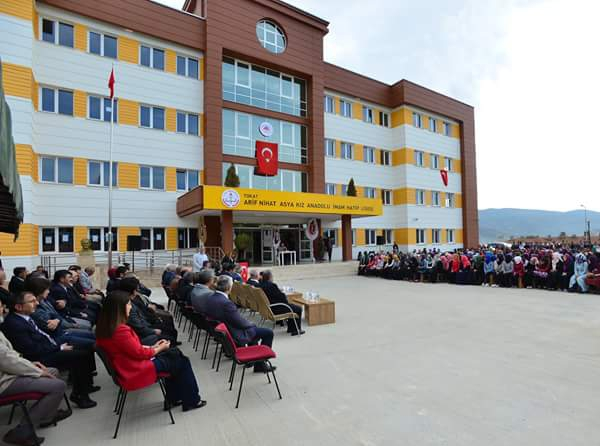 TOKAT
ARİF NİHAT ASYA KIZ ANADOLU İMAM HATİP LİSESİ